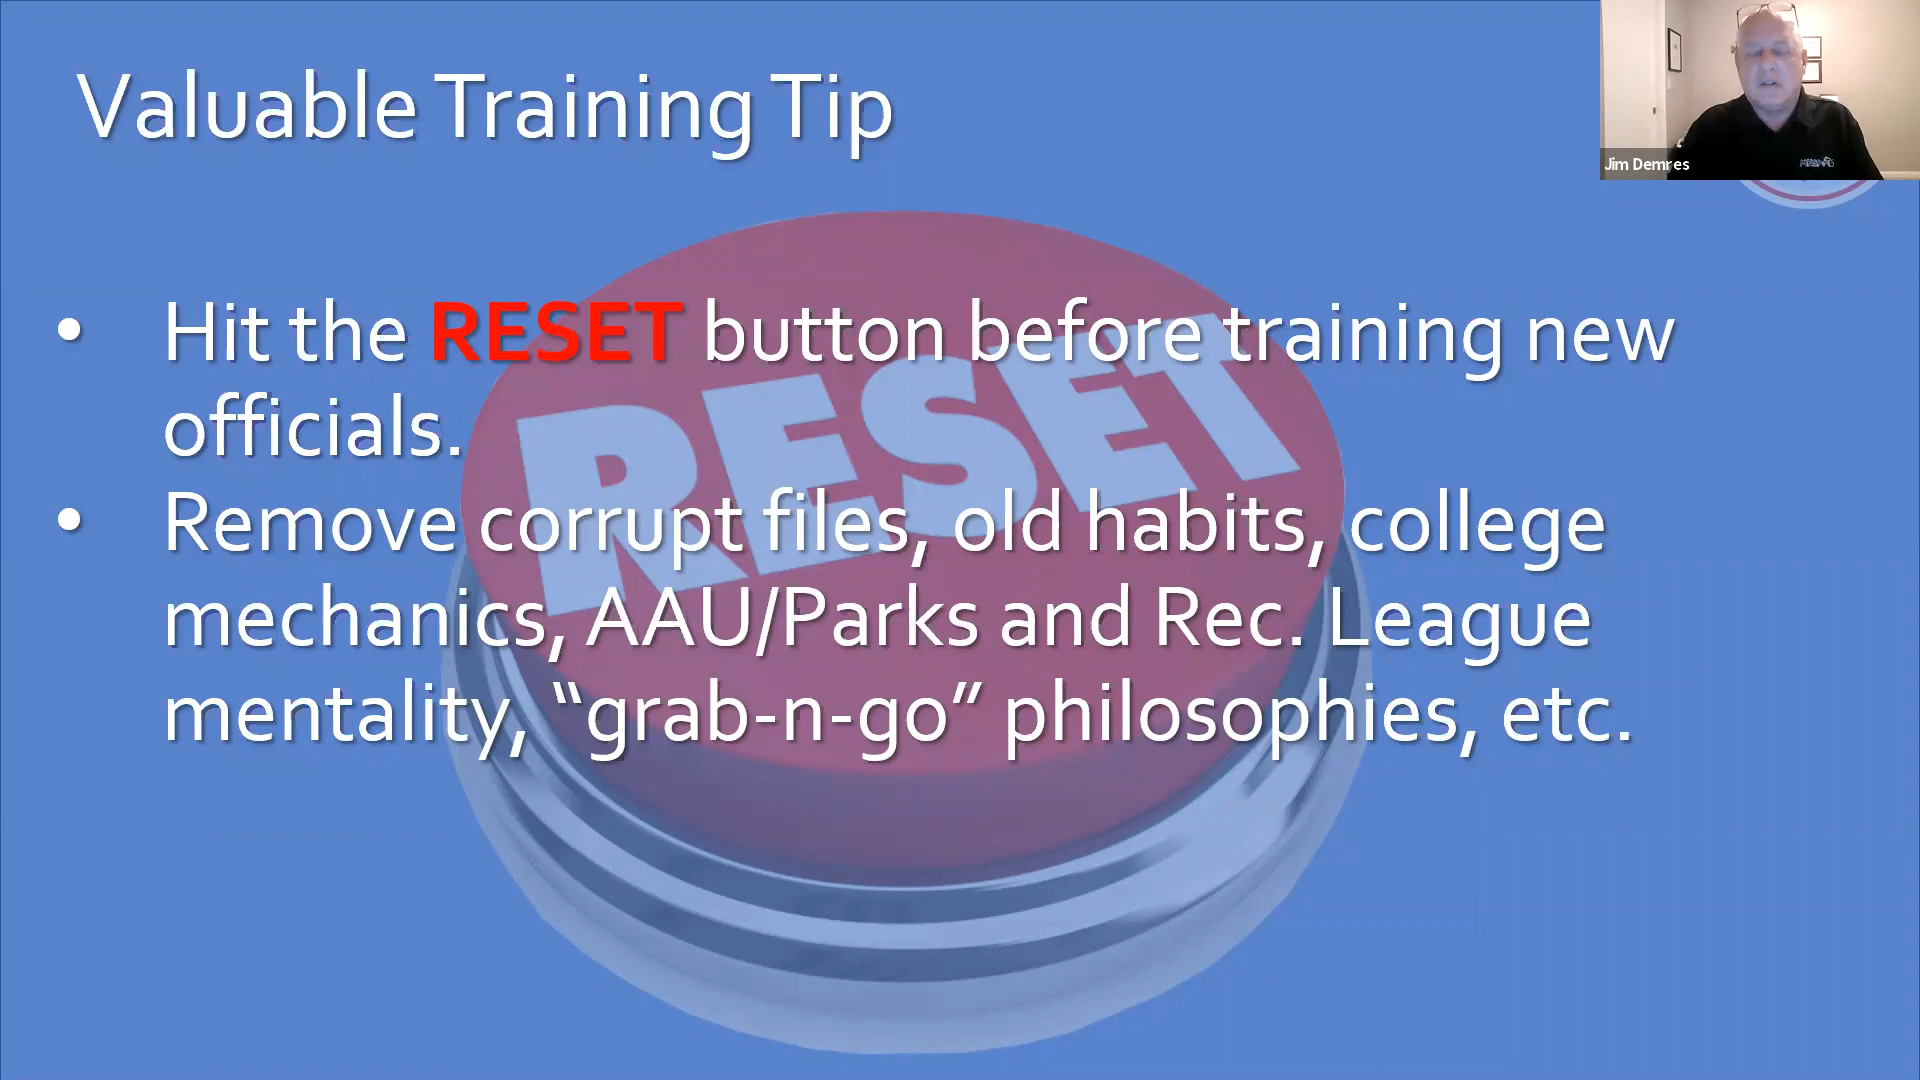 Valuable Training Tip
Jim Demres
• Hit the RESET button before training new
officials.
RESET
• Remove corrupt files, old habits, college
mechanics, AAU/Parks and Rec. League
mentality, “grab-n-go” philosophies, etc.